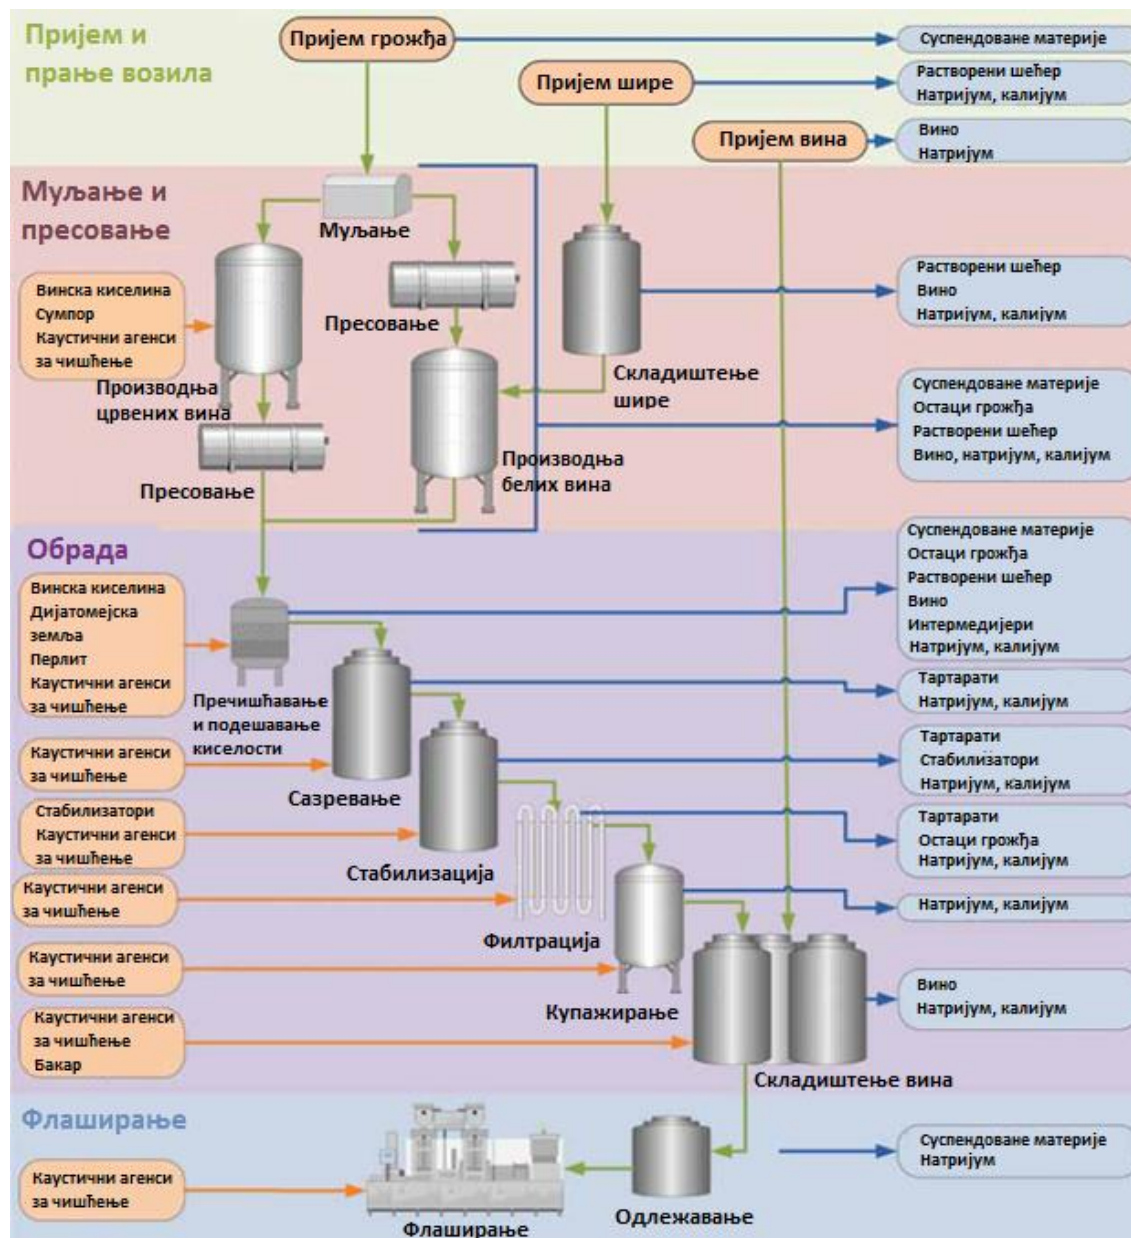 Пријем и
прање возила
Пријем грожђа
Суспендоване материје
Пријем шире
Растворени шећер
Натријум, калијум
Пријем вина
Вино
Натријум
Муљање и
пресовање
Муљање
Винска киселина
Сумпор
Каустични агенси
за чишћење
Пресовање
Растворени шећер
Вино
Натријум, калијум
Складиштење
шире
Производња
црвених вина
Суспендоване материје
Остаци грожђа
Растворени шећер
Вино, натријум, калијум
Производња
белих вина
Пресовање
Обрада
Суспендоване материје
Остаци грожђа
Растворени шећер
Вино
Интермедијери
Натријум, калијум
Винска киселина
Дијатомејска
земља
Перлит
Каустични агенси
за чишћење
Пречишћавање
и подешавање
киселости
Тартарати
Натријум, калијум
Каустични агенси
за чишћење
Сазревање
Тартарати
Стабилизатори
Натријум, калијум
Стабилизатори
Каустични агенси
за чишћење
Стабилизација
Тартарати
Остаци грожђа
Натријум, калијум
Каустични агенси
за чишћење
Филтрација
Натријум, калијум
Каустични агенси
за чишћење
Купажирање
Вино
Натријум, калијум
Каустични агенси
за чишћење
Бакар
Складиштење вина
Флаширање
Суспендоване материје
Натријум
Каустични агенси
за чишћење
Флаширање
Одлежавање